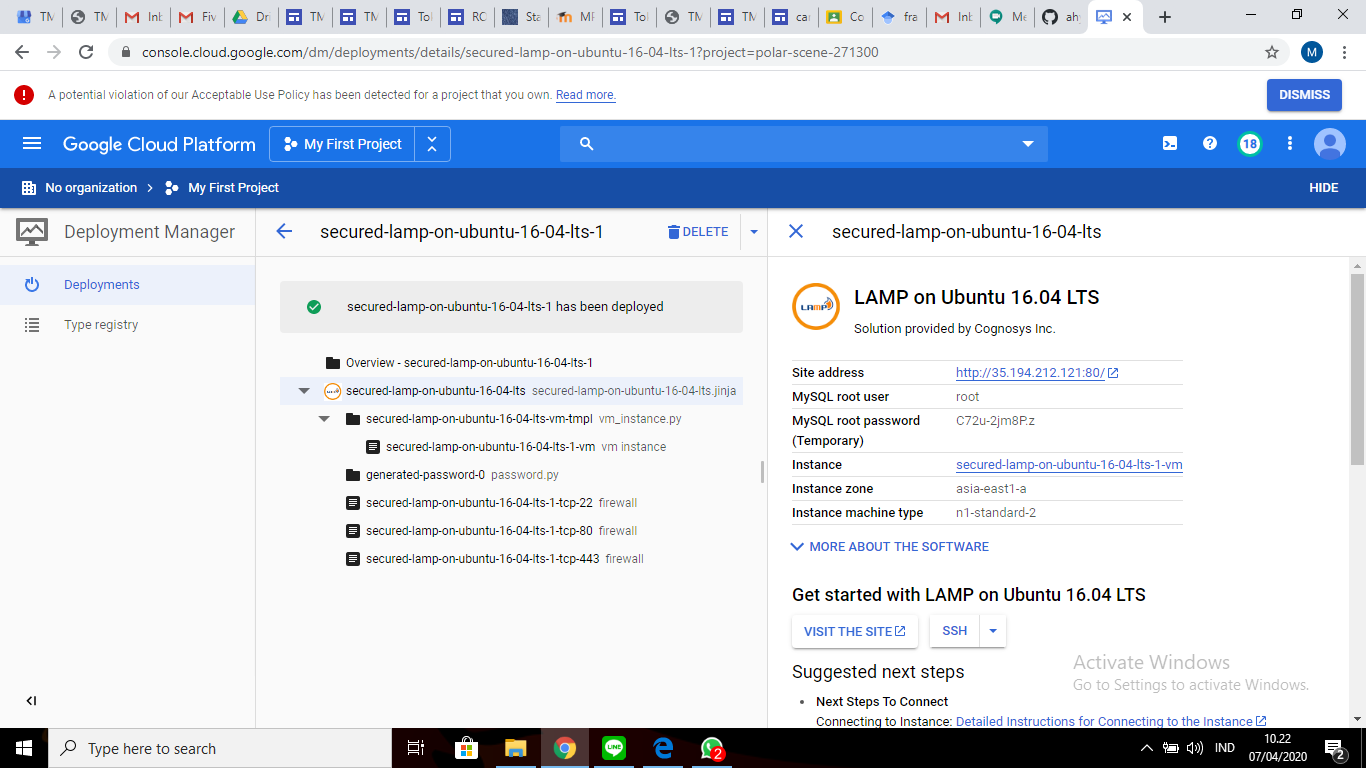 TM
TM
Inb
Fiv
Dri
TM
TM
Tol
RC
Sta
MF
Tol
TM
TM
car
Co
fra
Inb
Me
ah
console.cloud.google.com/dm/deployments/details/secured-lamp-on-ubuntu-16-04-lts-1?project=polar-scene-271300
M
A potential violation of our Acceptable Use Policy has been detected for a project that you own. Read more.
DISMISS
Google Cloud Platform
My First Project
18
No organization
My First Project
HIDE
Deployment Manager
secured-lamp-on-ubuntu-16-04-lts-1
DELETE
secured-lamp-on-ubuntu-16-04-lts
Deployments
Type registry
secured-lamp-on-ubuntu-16-04-lts-1 has been deployed
Overview - secured-lamp-on-ubuntu-16-04-lts-1
secured-lamp-on-ubuntu-16-04-lts secured-lamp-on-ubuntu-16-04-lts.jinja
secured-lamp-on-ubuntu-16-04-lts-vm-tmpl vm_instance.py
secured-lamp-on-ubuntu-16-04-lts-1-vm vm instance
generated-password-0 password.py
secured-lamp-on-ubuntu-16-04-lts-1-tcp-22 firewall
secured-lamp-on-ubuntu-16-04-lts-1-tcp-80 firewall
secured-lamp-on-ubuntu-16-04-lts-1-tcp-443 firewall
LAMP
LAMP on Ubuntu 16.04 LTS
Solution provided by Cognosys Inc.
Site address http://35.194.212.121:80/
MySQL root user root
MySQL root password C72u-2jm8P.z
(Temporary)
Instance secured-lamp-on-ubuntu-16-04-lts-1-vm
Instance zone asia-east1-a
Instance machine type n1-standard-2
MORE ABOUT THE SOFTWARE
Get started with LAMP on Ubuntu 16.04 LTS
VISIT THE SITE
SSH
Suggested next steps
• Next Steps To Connect
Connecting to Instance: Detailed Instructions for Connecting to the Instance
Activate Windows
Go to Settings to activate Windows.
Type here to search
2
IND
10.22
07/04/2020
2